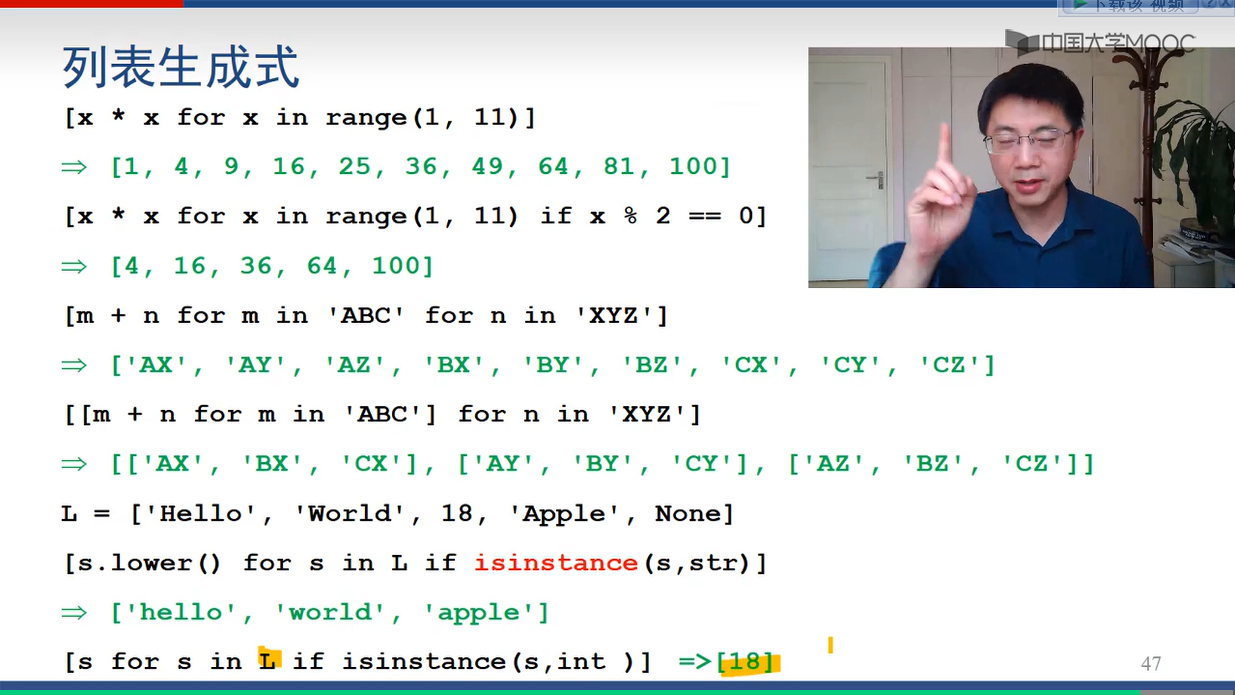 下载该视频 ? x
中国大学MOOC
列表生成式
[x * x for x in range(1, 11)]
⇒ [1, 4, 9, 16, 25, 36, 49, 64, 81, 100]
[x * x for x in range(1, 11) if x % 2 == 0]
⇒ [4, 16, 36, 64, 100]
[m + n for m in 'ABC' for n in 'XYZ']
⇒ ['AX', 'AY', 'AZ', 'BX', 'BY', 'BZ', 'CX', 'CY', 'CZ']
[[m + n for m in 'ABC'] for n in 'XYZ']
⇒ [['AX', 'BX', 'CX'], ['AY', 'BY', 'CY'], ['AZ', 'BZ', 'CZ']]
L = ['Hello', 'World', 18, 'Apple', None]
[s.lower() for s in L if isinstance(s,str)]
⇒ ['hello', 'world', 'apple']
[s for s in L if isinstance(s,int )] =>[18]
47